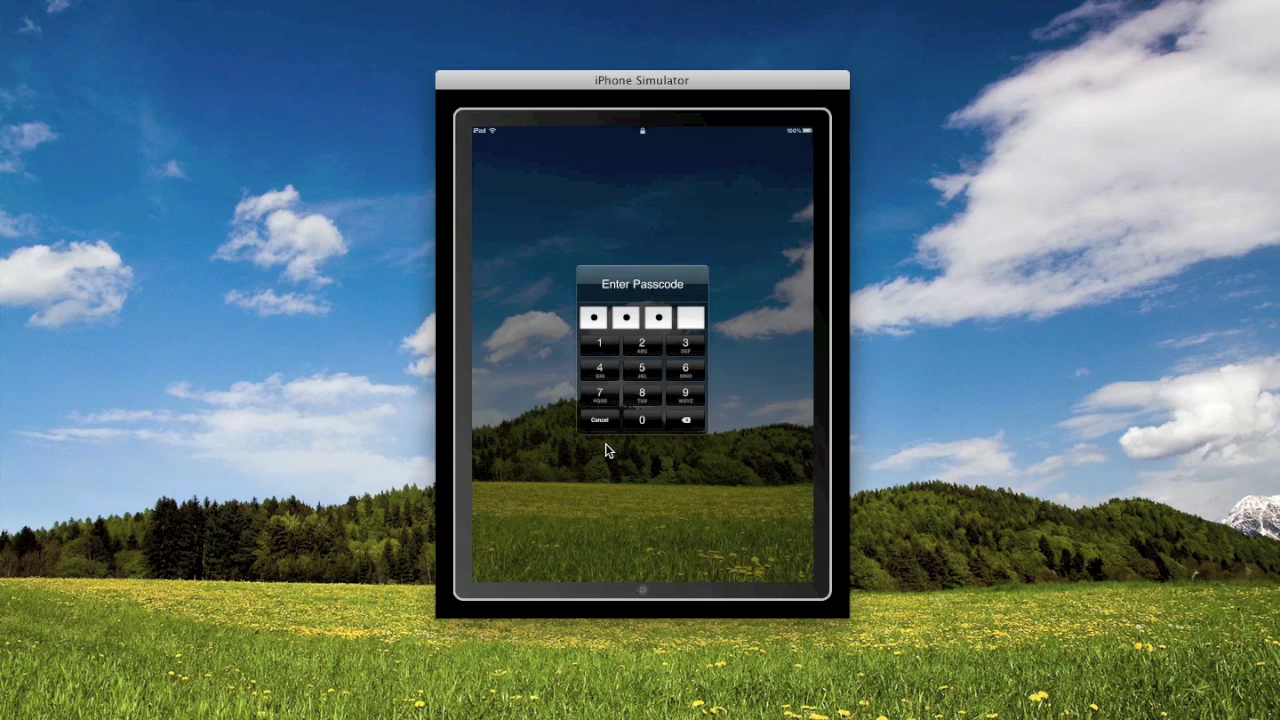 iPhone Simulator
iPad 100%
Enter Passcode
1 2 3
ABC DEF
4 5 6
GHI JKL MNO
7 8 9
PQRS TUV WXYZ
Cancel 0